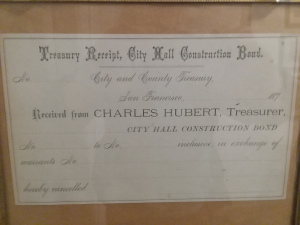 Treasury Receipt, City Hall Construction Bond.
No. City and County Treasury,
San Francisco, 187
Received from CHARLES HUBERT, Treasurer,
CITY HALL CONSTRUCTION BOND
No. to No. inclusive, in exchange of
warrants No.
hereby cancelled